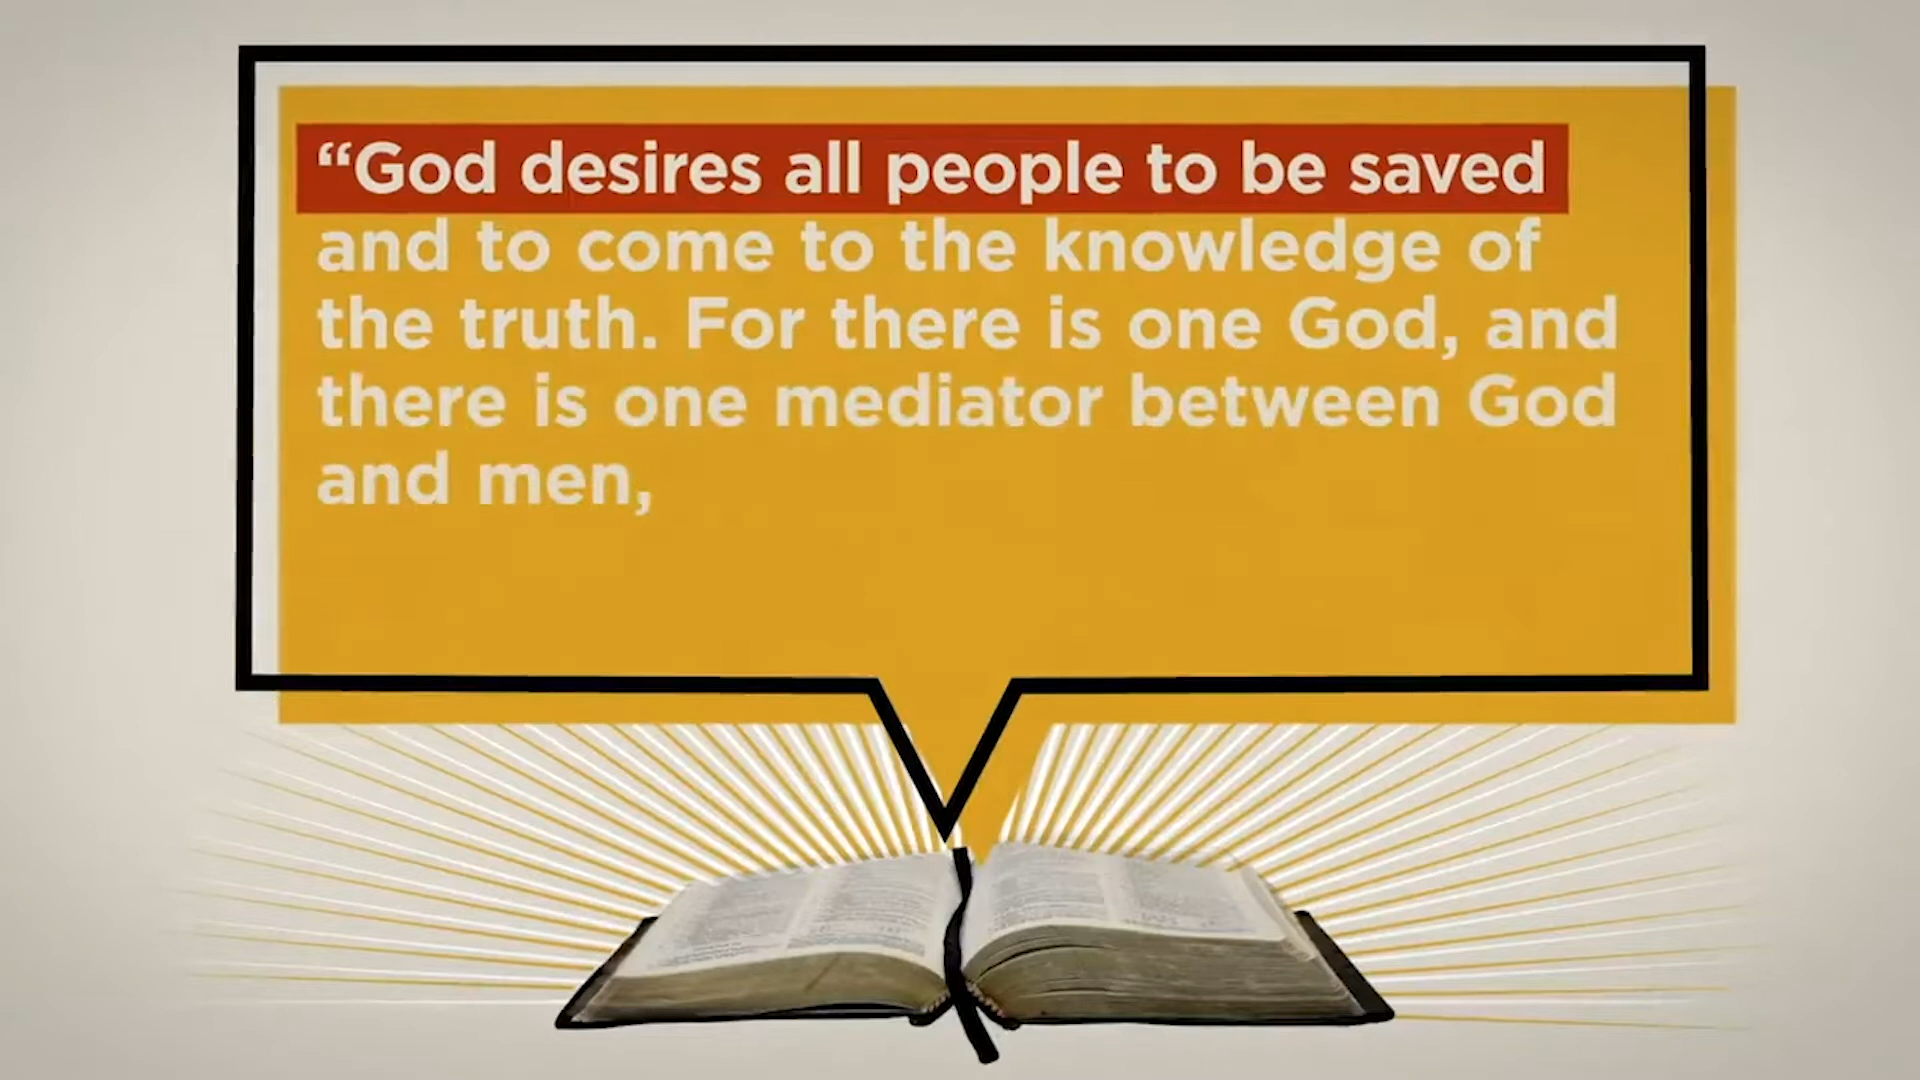 “God desires all people to be saved
and to come to the knowledge of
the truth. For there is one God, and
there is one mediator between God
and men,